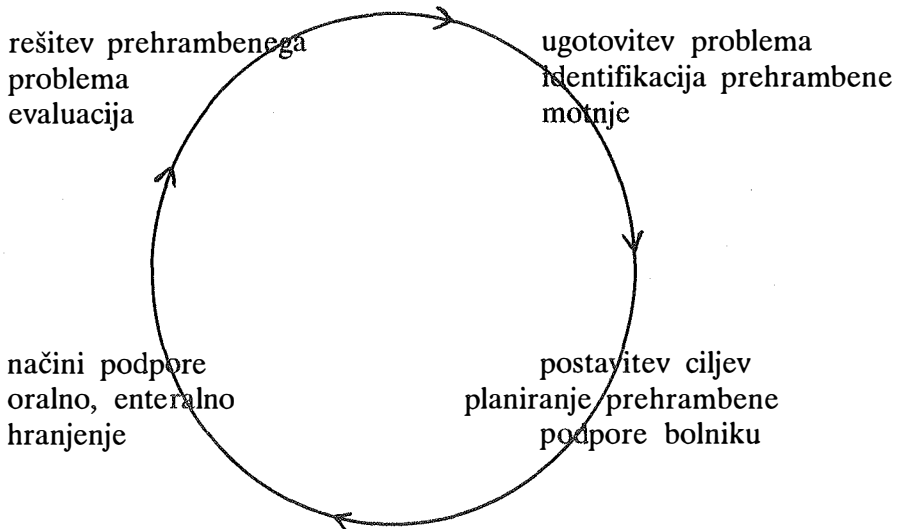 rešitev prehrambenega
problema
evaluacija
ugotovitev problema
identifikacija prehrambene
motnje
postavitev ciljev
planiranje prehrambene
podpore bolniku
načini podpore
oralno, enteralno
hranjenje